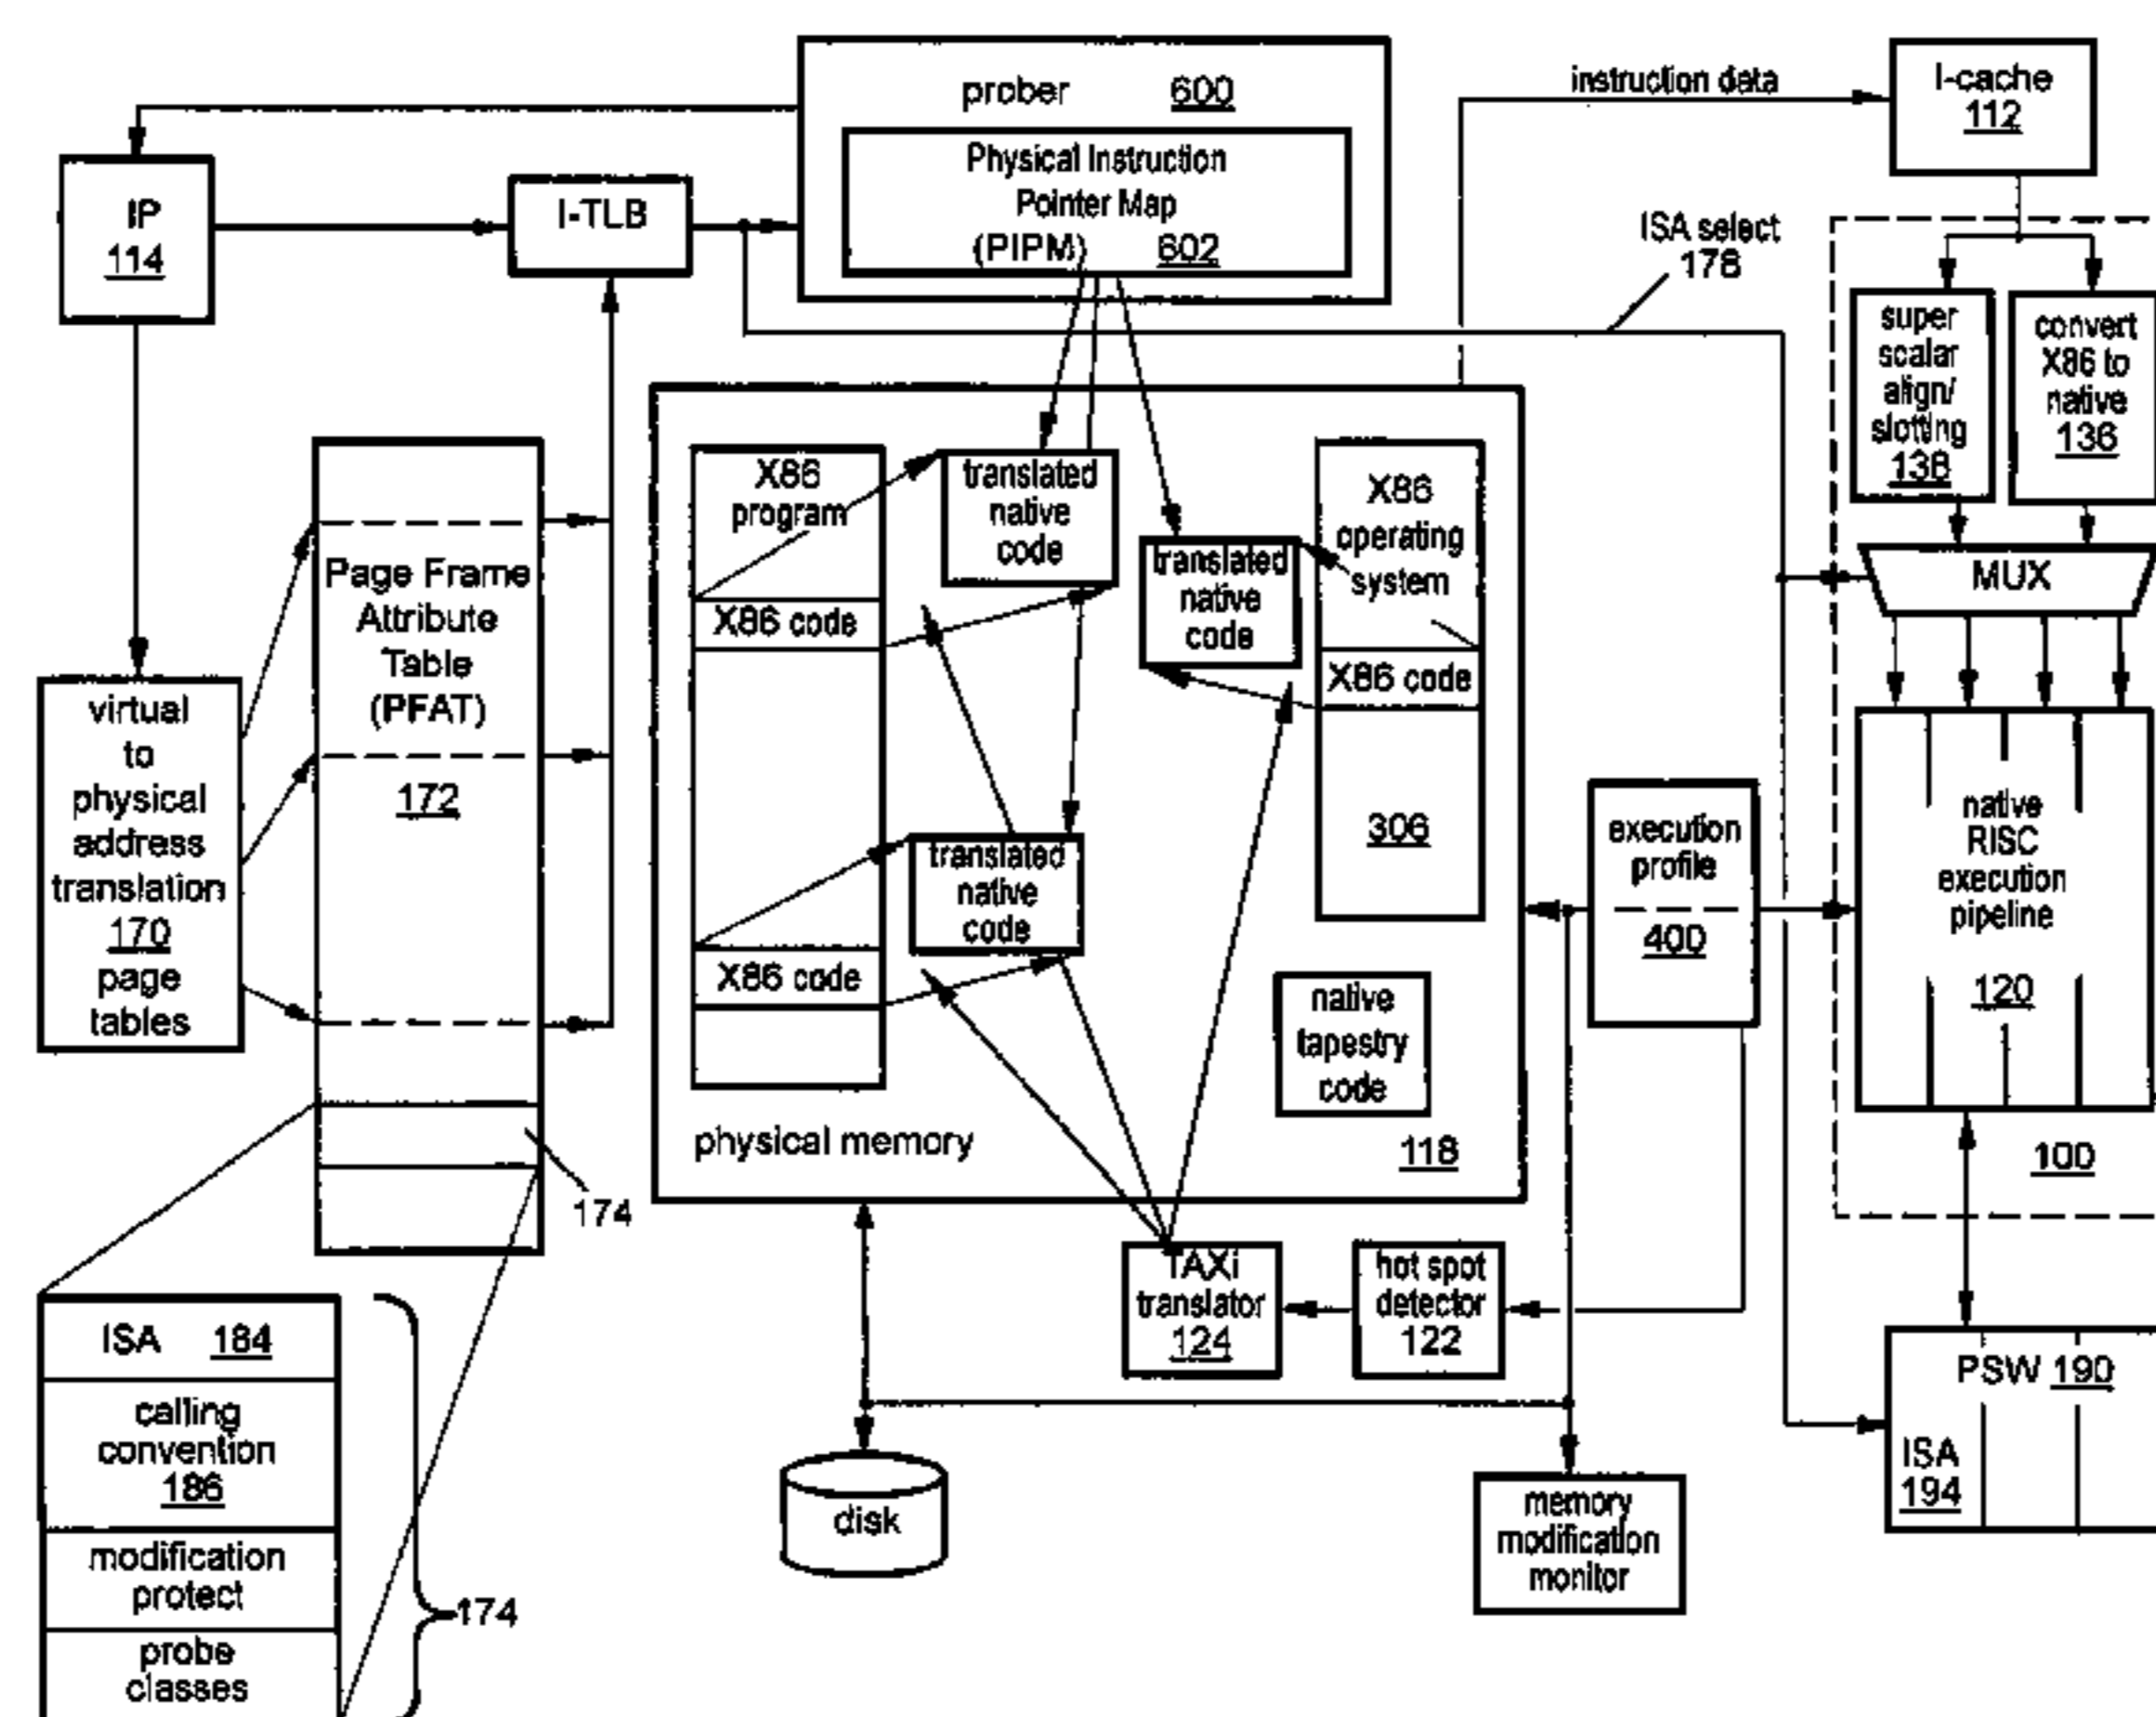 prober 600
Physical Instruction
Pointer Map
(PIPM) 602
instruction data
I-cache
112
IP
114
I-TLB
ISA select
178
super
scalar
align/
slotting
138
convert
X86 to
native
136
MUX
Page Frame
Attribute
Table
(PFAT)
172
virtual
to
physical
address
translation
170
page
tables
X86
program
X86 code
X86 code
translated
native
code
translated
native
code
translated
native
code
X86
operating
system
X86 code
306
native
tapestry
code
physical memory
118
execution
profile
400
native
RISC
execution
pipeline
120
100
174
TAXi
translator
124
hot spot
detector
122
PSW 190
ISA
194
disk
memory
modification
monitor
ISA 184
calling
convention
186
modification
protect
probe
classes
174